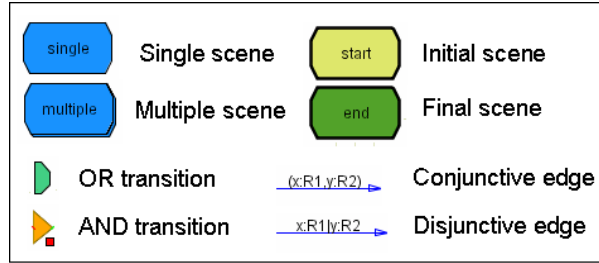 single Single scene start Initial scene
multiple Multiple scene end Final scene
OR transition (x:R1,y:R2) Conjunctive edge
AND transition x:R1|y:R2 Disjunctive edge